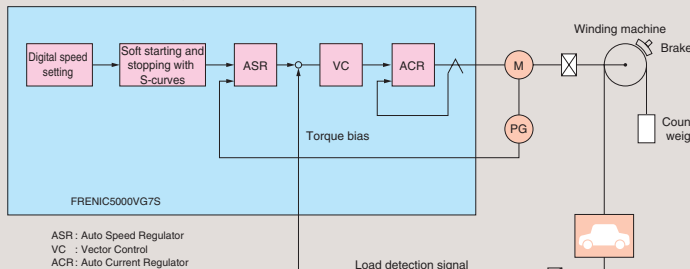 Winding machine
Brake
Digital speed
setting
Soft starting and
stopping with
S-curves
ASR
VC
ACR
M
PG
Torque bias
FRENIC5000VG7S
ASR : Auto Speed Regulator
VC : Vector Control
ACR : Auto Current Regulator
Load detection signal